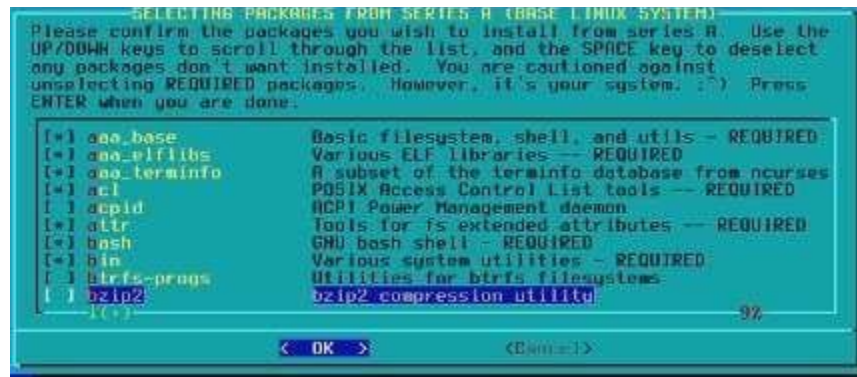 SELECTING PACKAGES FROM SERIES A (BASE LINUX SYSTEM)
Please confirm the packages you wish to install from series A. Use the
UP/DOWN keys to scroll through the list, and the SPACE key to deselect
any packages don't want installed. You are cautioned against
unselecting REQUIRED packages. However, it's your system. :^) Press
ENTER when you are done.
[*] aaa_base Basic filesystem, shell, and utils - REQUIRED
[*] aaa_elflibs Various ELF libraries -- REQUIRED
[*] aaa_terminfo A subset of the terminfo database from ncurses
[*] acl POSIX Access Control List tools -- REQUIRED
[ ] acpid ACPI Power Management daemon
[*] attr Tools for fs extended attributes -- REQUIRED
[*] bash GNU bash shell - REQUIRED
[*] bin Various system utilities - REQUIRED
[ ] btrfs-progs Utilities for btrfs filesystems
[ ] bzip2 bzip2 compression utility
(+) 9%
< OK > <Cancel>